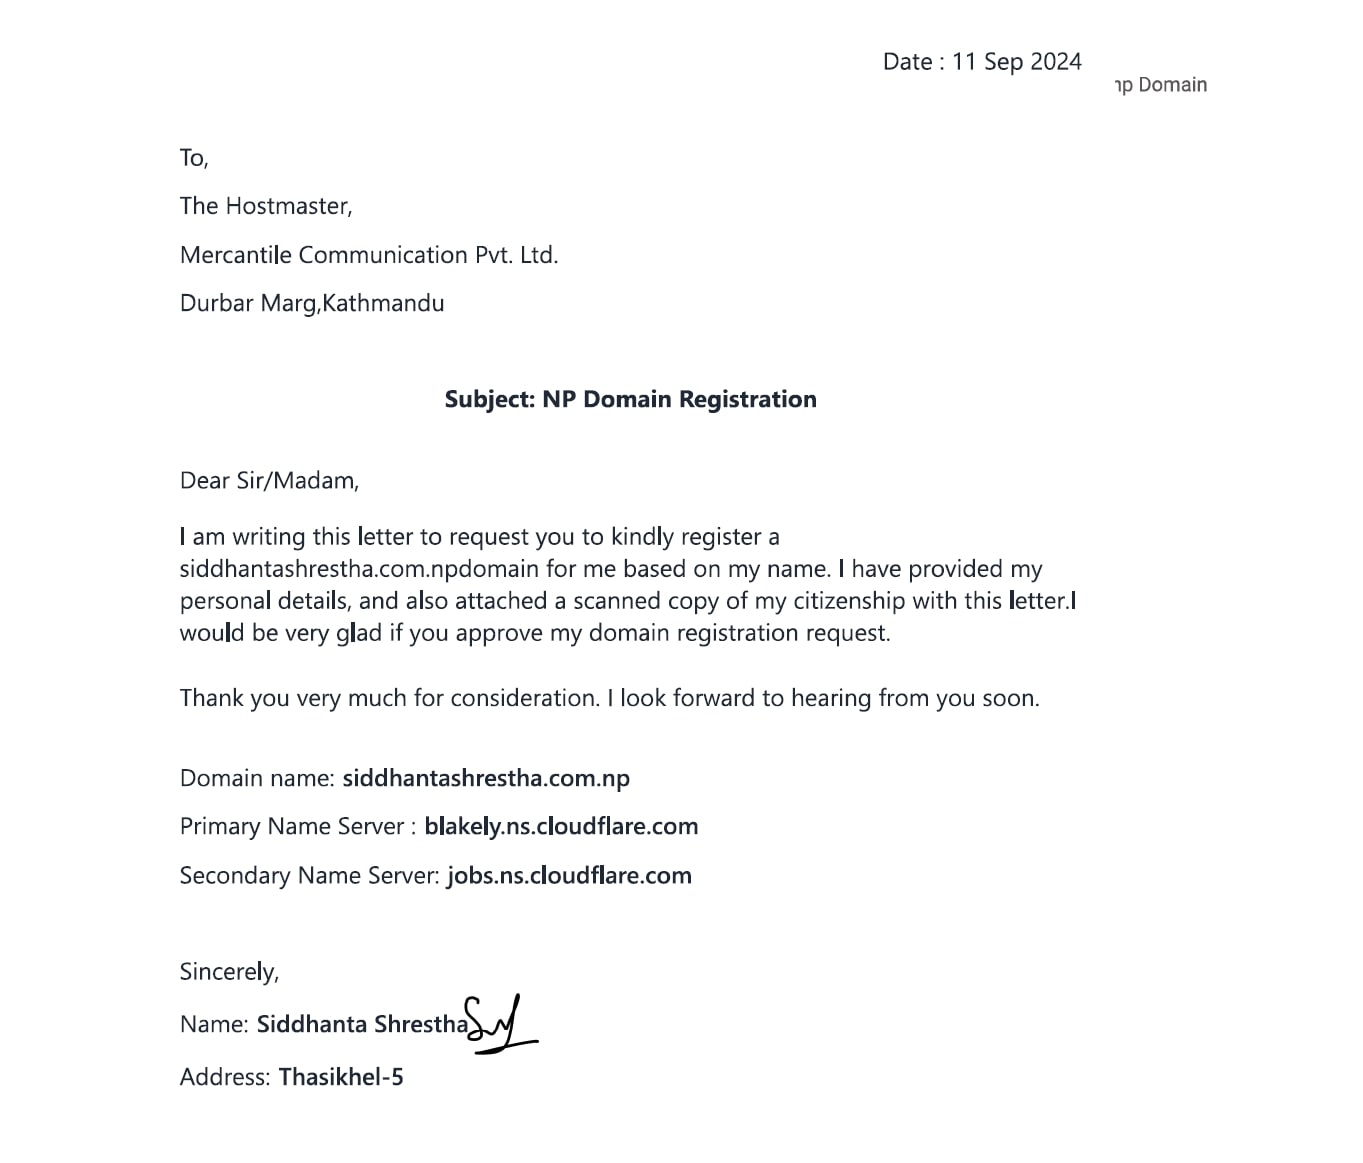 Date : 11 Sep 2024
np Domain
To,
The Hostmaster,
Mercantile Communication Pvt. Ltd.
Durbar Marg,Kathmandu
Subject: NP Domain Registration
Dear Sir/Madam,
I am writing this letter to request you to kindly register a
siddhantashrestha.com.npdomain for me based on my name. I have provided my
personal details, and also attached a scanned copy of my citizenship with this letter.I
would be very glad if you approve my domain registration request.
Thank you very much for consideration. I look forward to hearing from you soon.
Domain name: siddhantashrestha.com.np
Primary Name Server : blakely.ns.cloudflare.com
Secondary Name Server: jobs.ns.cloudflare.com
Sincerely,
Name: Siddhanta Shrestha
Address: Thasikhel-5